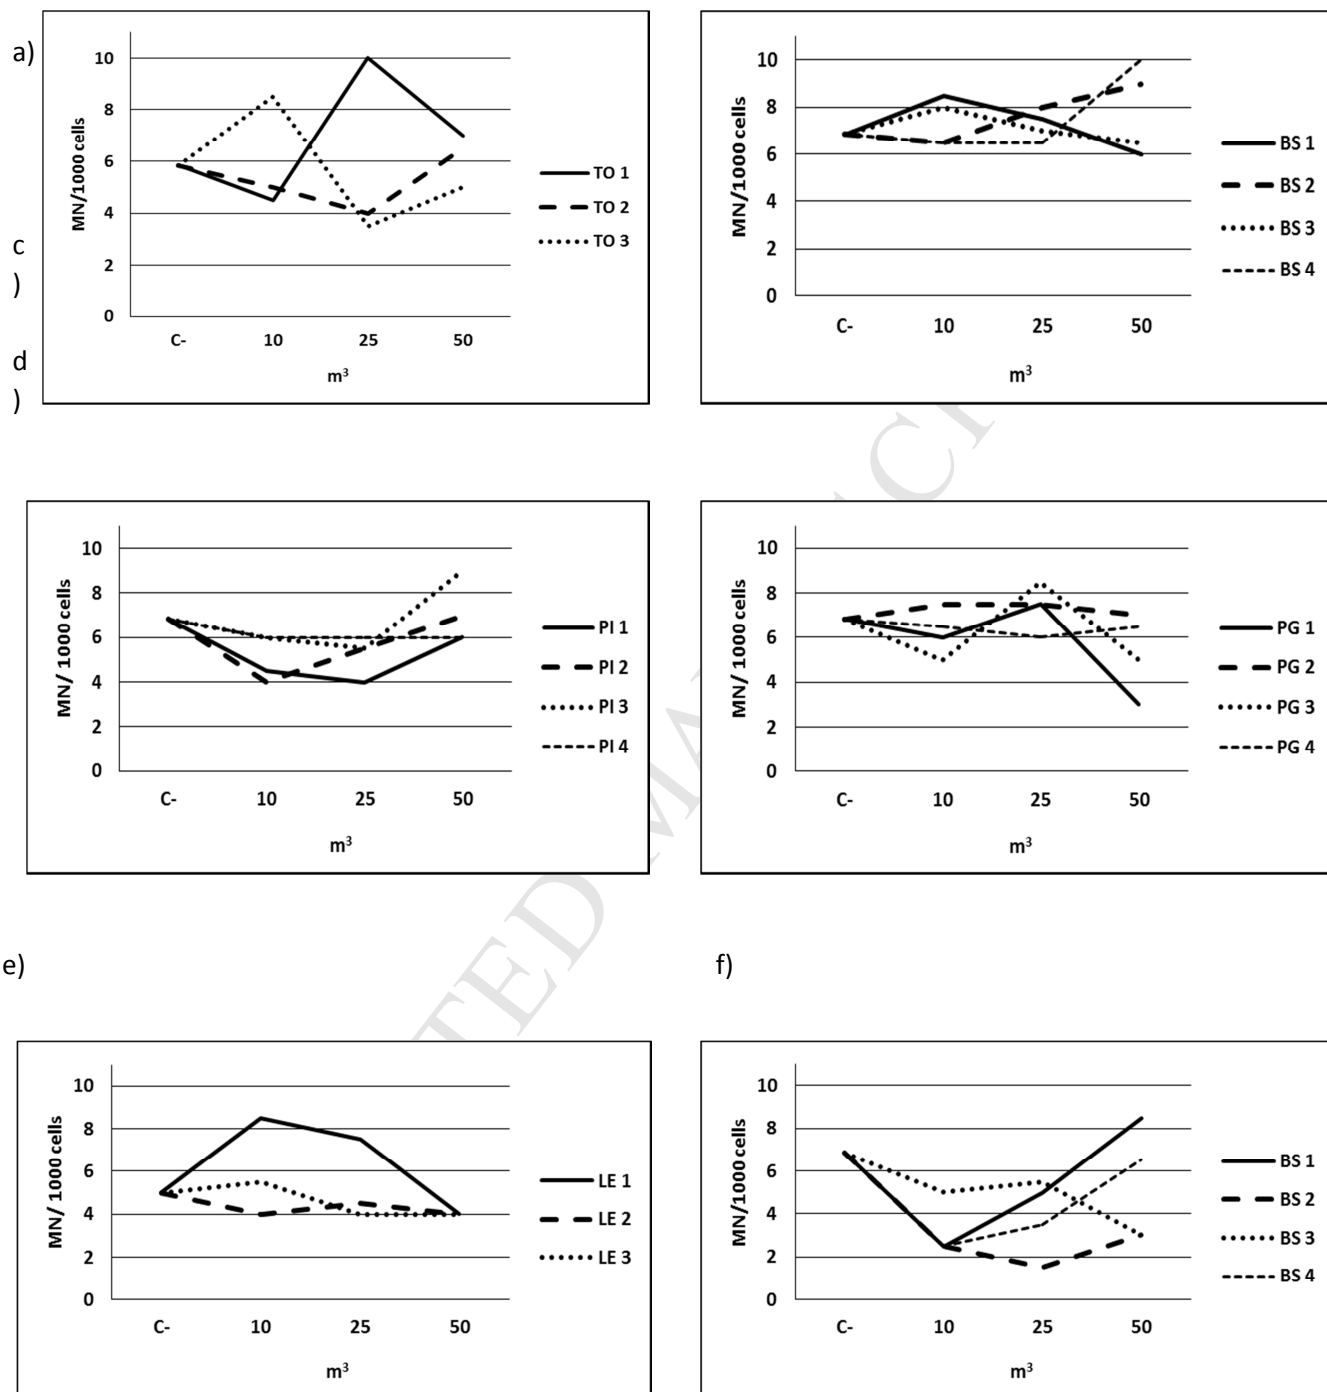 a)
10
8
6
4
2
0
MN/1000 cells
C- 10 25 50
m³
TO 1
TO 2
TO 3
10
8
6
4
2
0
MN/1000 cells
C- 10 25 50
m³
BS 1
BS 2
BS 3
BS 4
c
)
d
)
10
8
6
4
2
0
MN/ 1000 cells
C- 10 25 50
m³
PI 1
PI 2
PI 3
PI 4
10
8
6
4
2
0
MN/ 1000 cells
C- 10 25 50
m³
PG 1
PG 2
PG 3
PG 4
e)
f)
10
8
6
4
2
0
MN/ 1000 cells
C- 10 25 50
m³
LE 1
LE 2
LE 3
10
8
6
4
2
0
MN/1000 cells
C- 10 25 50
m³
BS 1
BS 2
BS 3
BS 4